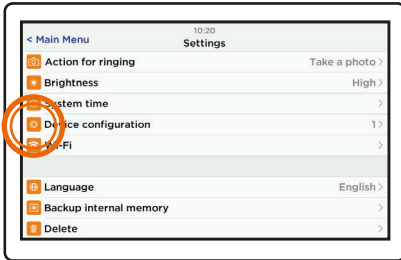 10:20
< Main Menu
Settings
Action for ringing Take a photo >
Brightness High >
System time >
Device configuration 1 >
Wi-Fi >
Language English >
Backup internal memory >
Delete >